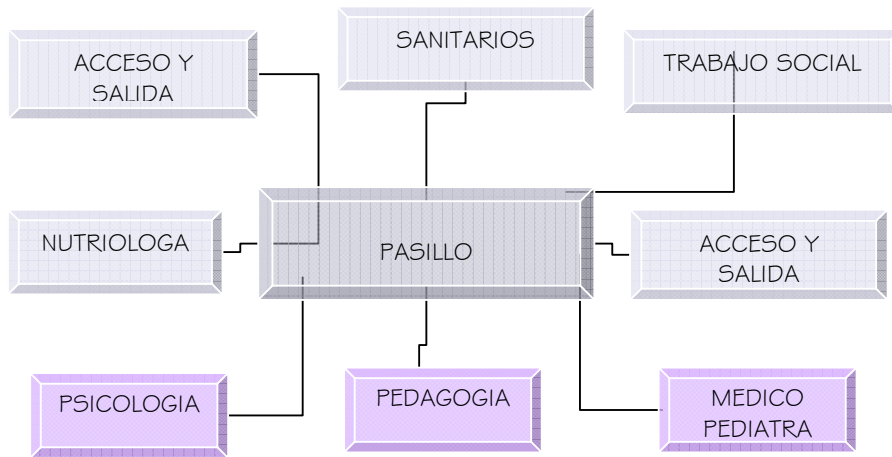 ACCESO Y
SALIDA
SANITARIOS
TRABAJO SOCIAL
NUTRIOLOGA
PASILLO
ACCESO Y
SALIDA
PSICOLOGIA
PEDAGOGIA
MEDICO
PEDIATRA